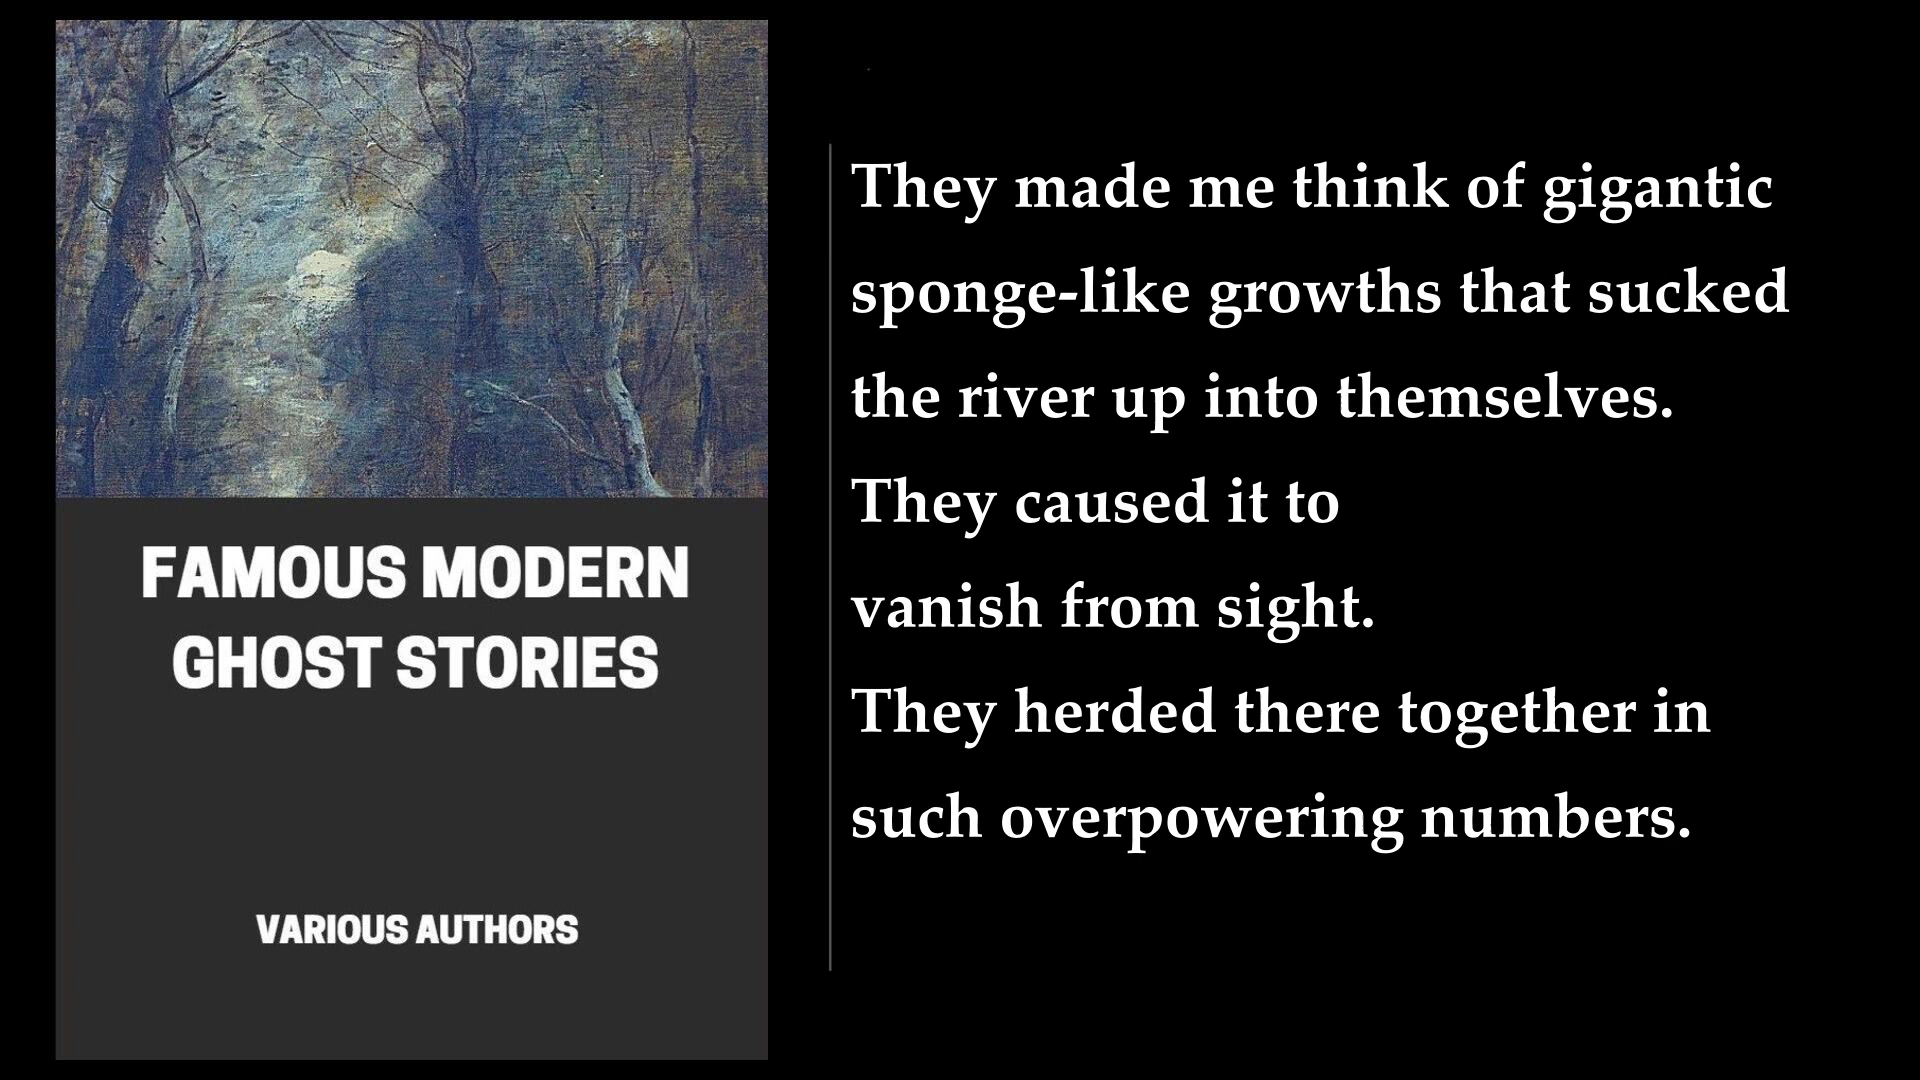 FAMOUS MODERN
GHOST STORIES
VARIOUS AUTHORS
They made me think of gigantic
sponge-like growths that sucked
the river up into themselves.
They caused it to
vanish from sight.
They herded there together in
such overpowering numbers.